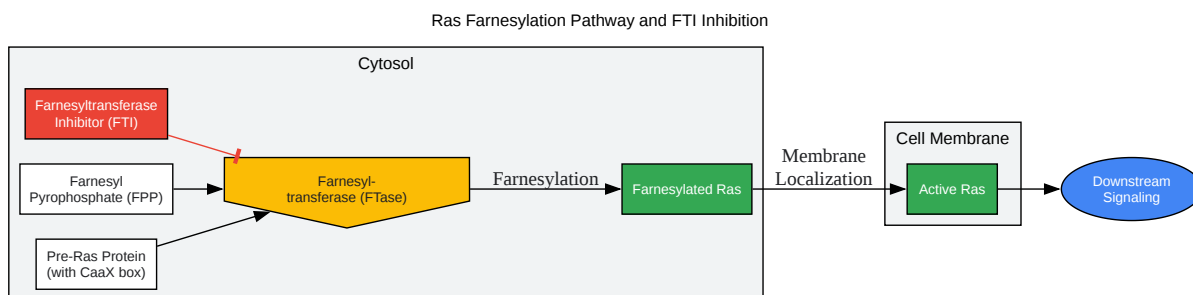 Ras Farnesylation Pathway and FTI Inhibition
Cytosol
Farnesyltransferase
Inhibitor (FTI)
Farnesyl
Pyrophosphate (FPP)
Pre-Ras Protein
(with CaaX box)
Farnesyl-
transferase (FTase)
Farnesylation
Farnesylated Ras
Membrane
Localization
Cell Membrane
Active Ras
Downstream
Signaling